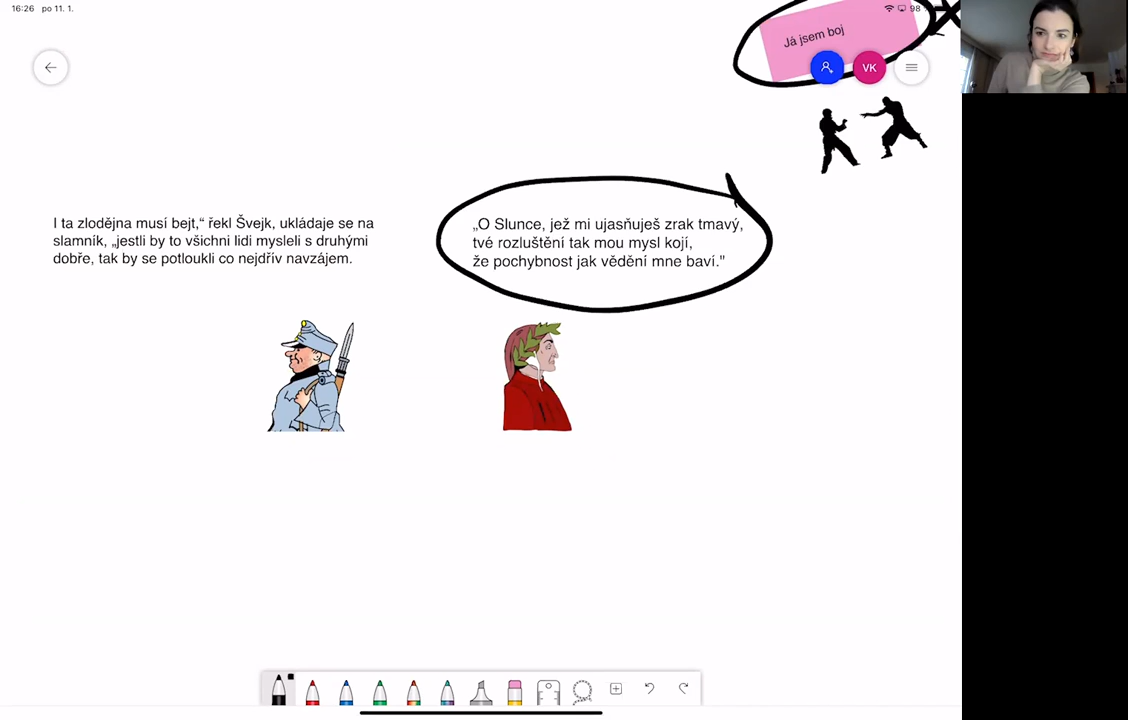 16:26 po 11. 1.
98
Já jsem boj
VK
I ta zlodějna musí bejt,“ řekl Švejk, ukládaje se na
slamník, „jestli by to všichni lidi mysleli s druhými
dobře, tak by se potloukli co nejdřív navzájem.
„O Slunce, jež mi ujasňuješ zrak tmavý,
tvé rozluštění tak mou mysl kojí,
že pochybnost jak vědění mne baví."